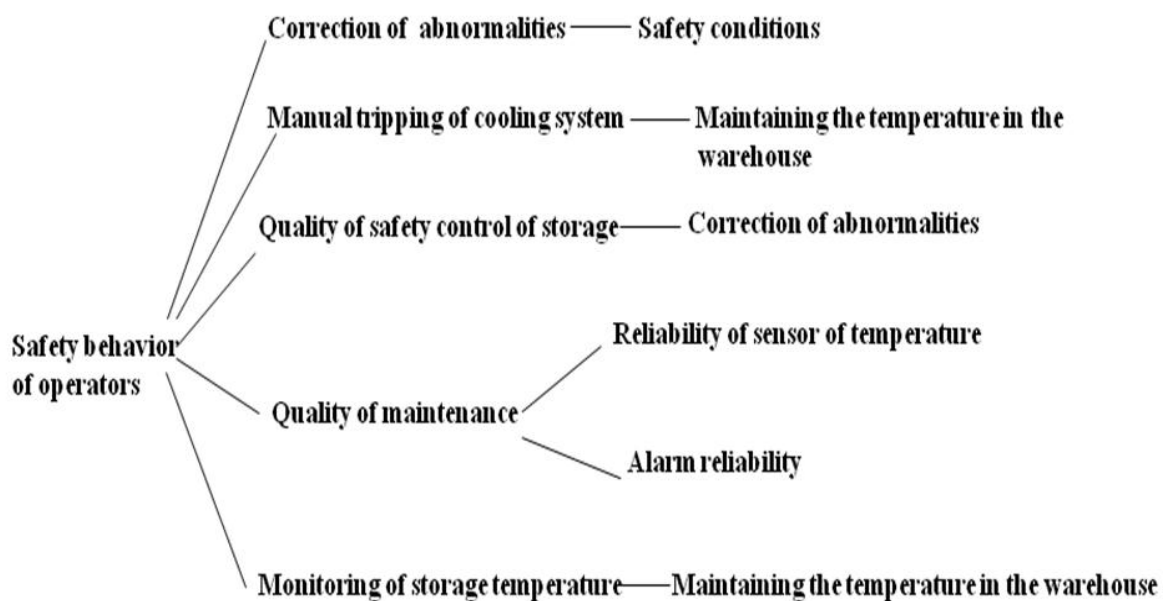 Correction of abnormalities
Safety conditions
Manual tripping of cooling system
Maintaining the temperature in the
warehouse
Quality of safety control of storage
Correction of abnormalities
Safety behavior
of operators
Reliability of sensor of temperature
Quality of maintenance
Alarm reliability
Monitoring of storage temperature
Maintaining the temperature in the warehouse